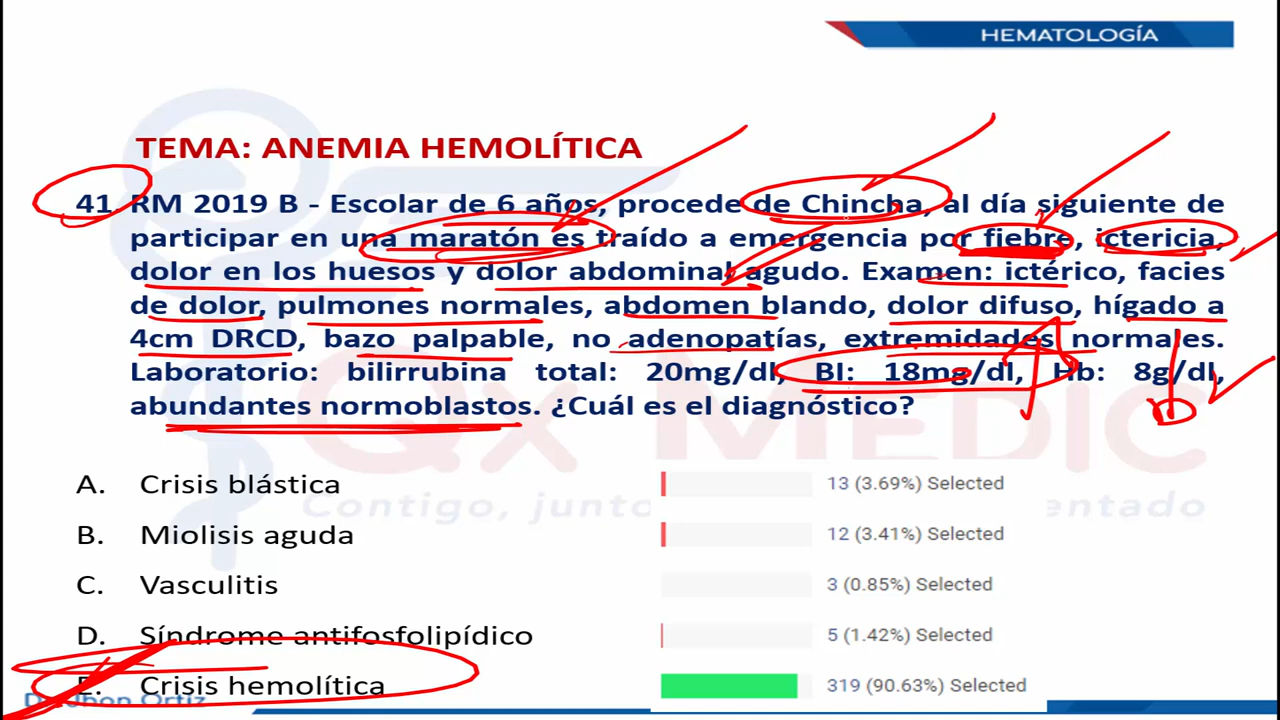 HEMATOLOGÍA
TEMA: ANEMIA HEMOLÍTICA
41. RM 2019 B - Escolar de 6 años, procede de Chincha, al día siguiente de
participar en una maratón es traído a emergencia por fiebre, ictericia,
dolor en los huesos y dolor abdominal agudo. Examen: ictérico, facies
de dolor, pulmones normales, abdomen blando, dolor difuso, hígado a
4cm DRCD, bazo palpable, no adenopatías, extremidades normales.
Laboratorio: bilirrubina total: 20mg/dl, BI: 18mg/dl, Hb: 8g/dl,
abundantes normoblastos. ¿Cuál es el diagnóstico?
QX MEDIC
A. Crisis blástica 13 (3.69%) Selected
Contigo, junto
B. Miolisis aguda 12 (3.41%) Selected
C. Vasculitis 3 (0.85%) Selected
D. Síndrome antifosfolipídico 5 (1.42%) Selected
E. Crisis hemolítica 319 (90.63%) Selected
Ortiz